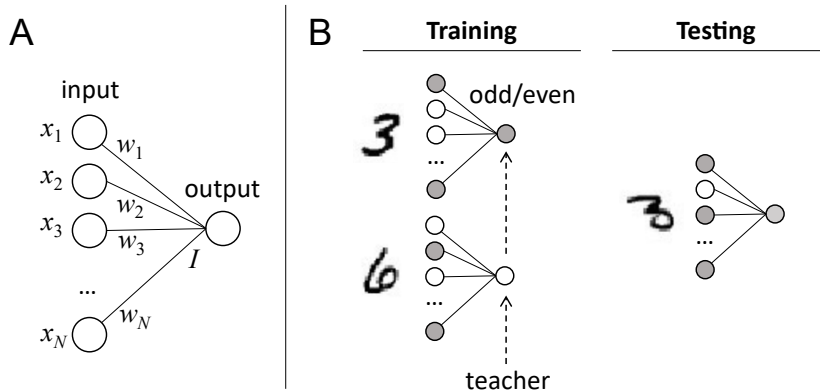 A
input
x1
w1
x2
w2
output
x3
w3
I
...
xN
wN
B
Training
Testing
odd/even
3
...
3
...
6
...
teacher